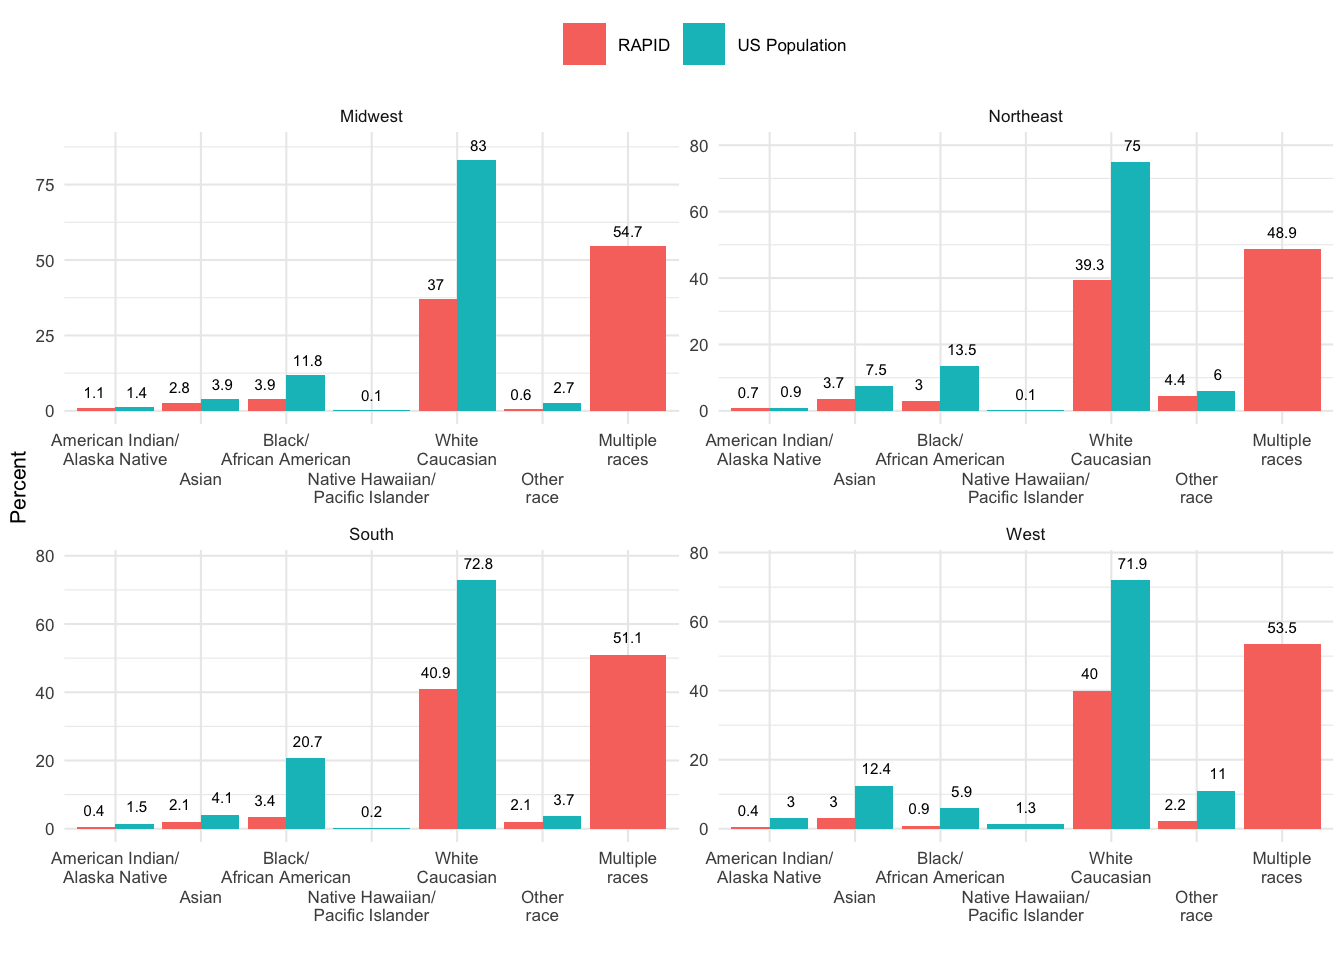 RAPID US Population
Percent
Midwest
75
50
25
0
1.1 1.4 2.8 3.9 3.9 11.8 0.1 37 83 0.6 2.7 54.7
American Indian/ Black/ White Multiple
Alaska Native African American Caucasian races
Asian Native Hawaiian/ Other
Pacific Islander race
Northeast
80
60
40
20
0
0.7 0.9 3.7 7.5 3 13.5 0.1 39.3 75 4.4 6 48.9
American Indian/ Black/ White Multiple
Alaska Native African American Caucasian races
Asian Native Hawaiian/ Other
Pacific Islander race
South
80
60
40
20
0
0.4 1.5 2.1 4.1 3.4 20.7 0.2 40.9 72.8 2.1 3.7 51.1
American Indian/ Black/ White Multiple
Alaska Native African American Caucasian races
Asian Native Hawaiian/ Other
Pacific Islander race
West
80
60
40
20
0
0.4 3 3 12.4 0.9 5.9 1.3 40 71.9 2.2 11 53.5
American Indian/ Black/ White Multiple
Alaska Native African American Caucasian races
Asian Native Hawaiian/ Other
Pacific Islander race